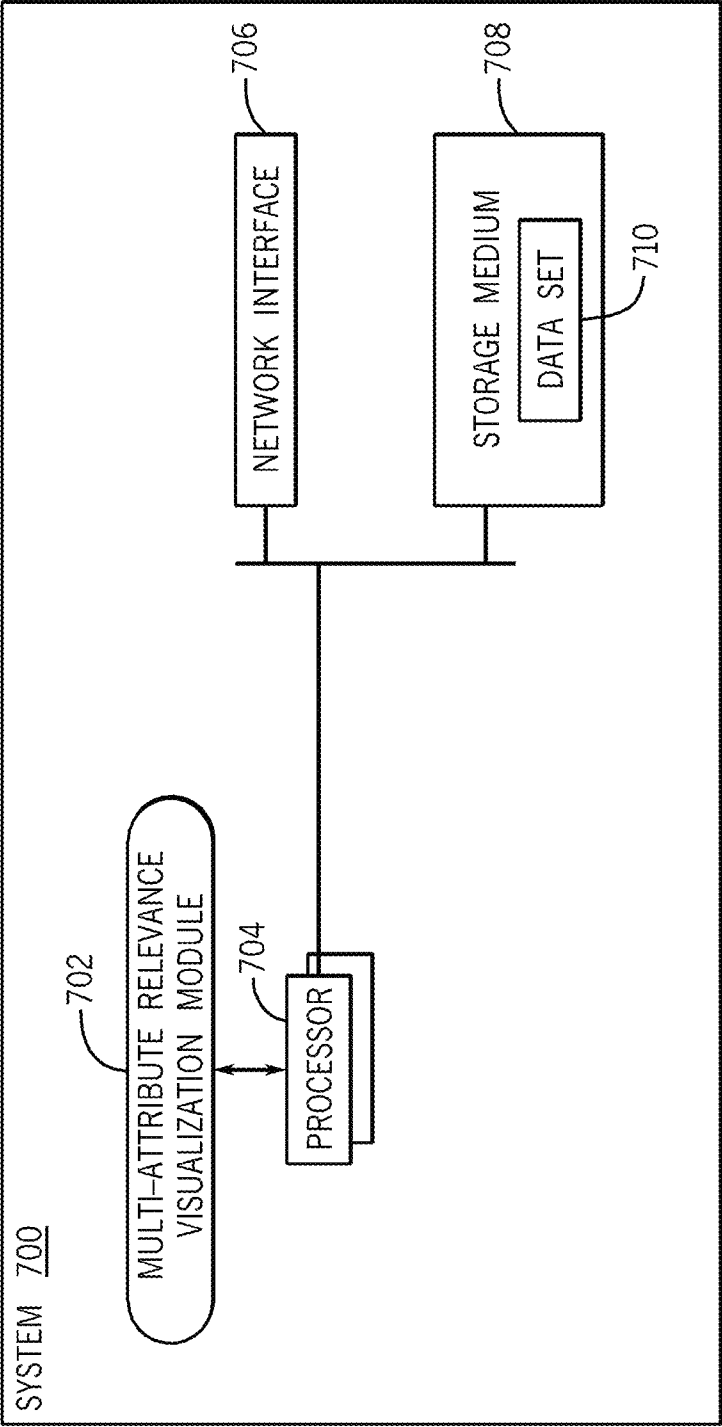 SYSTEM 700
702
MULTI-ATTRIBUTE RELEVANCE
VISUALIZATION MODULE
704
PROCESSOR
706
NETWORK INTERFACE
708
STORAGE MEDIUM
DATA SET
710